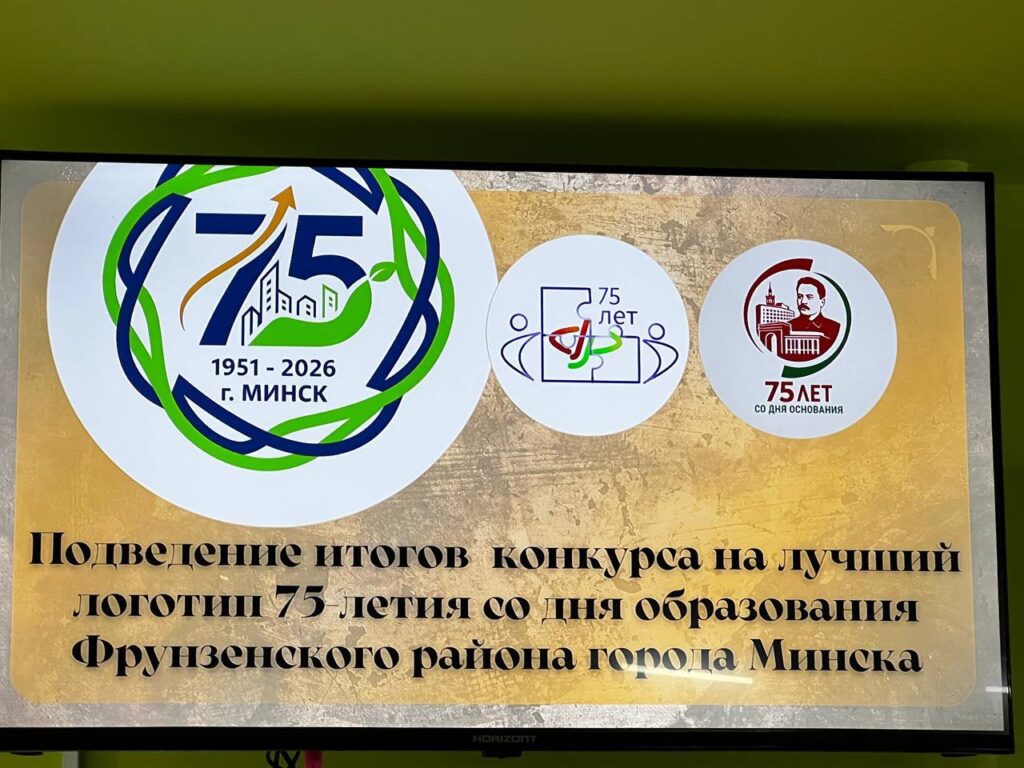 75
1951 - 2026
г. МИНСК
75
лет
75 ЛЕТ
СО ДНЯ ОСНОВАНИЯ
Подведение итогов конкурса на лучший
логотип 75-летия со дня образования
Фрунзенского района города Минска
HORIZONT